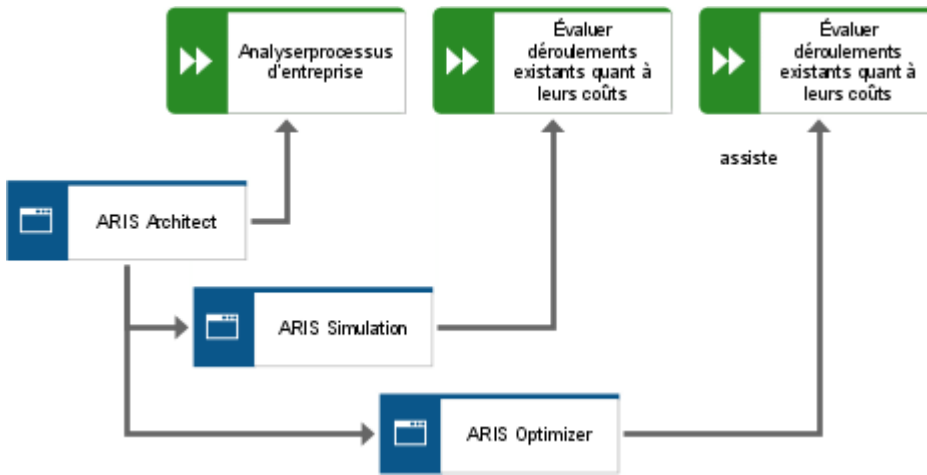 Analyserprocessus
d'entreprise
Évaluer
déroulements
existants quant à
leurs coûts
Évaluer
déroulements
existants quant à
leurs coûts
assiste
ARIS Architect
ARIS Simulation
ARIS Optimizer